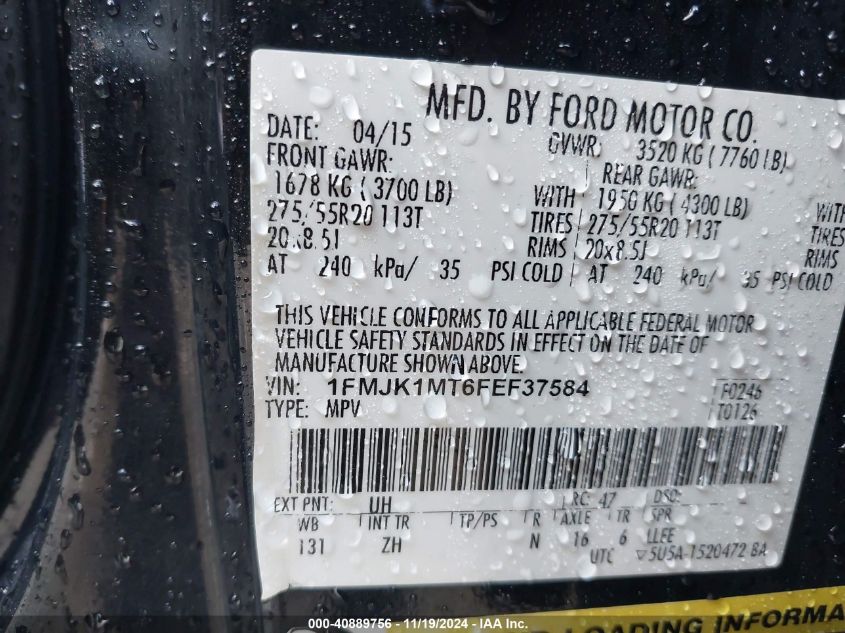 MFD. BY FORD MOTOR CO.
DATE: 04/15 GVWR: 3520 KG (7760 LB)
FRONT GAWR: REAR GAWR:
1678 KG (3700 LB) WITH 1950 KG (4300 LB) WITH
275/55R20 113T TIRES 275/55R20 113T TIRES
20x8.5J RIMS 20x8.5J RIMS
AT 240 kPa/ 35 PSI COLD AT 240 kPa/ 35 PSI COLD
THIS VEHICLE CONFORMS TO ALL APPLICABLE FEDERAL MOTOR
VEHICLE SAFETY STANDARDS IN EFFECT ON THE DATE OF
MANUFACTURE SHOWN ABOVE.
VIN: 1FMJK1MT6FEF37584 F0246
TYPE: MPV T0126
EXT PNT: UH RC: 47 DSO:
WB INT TR TP/PS R AXLE TR SPR
131 ZH N 16 6 LLFE
UTC 5U5A-1520472 BA
LOADING INFORMA
000-40889756 - 11/19/2024 - IAA Inc.